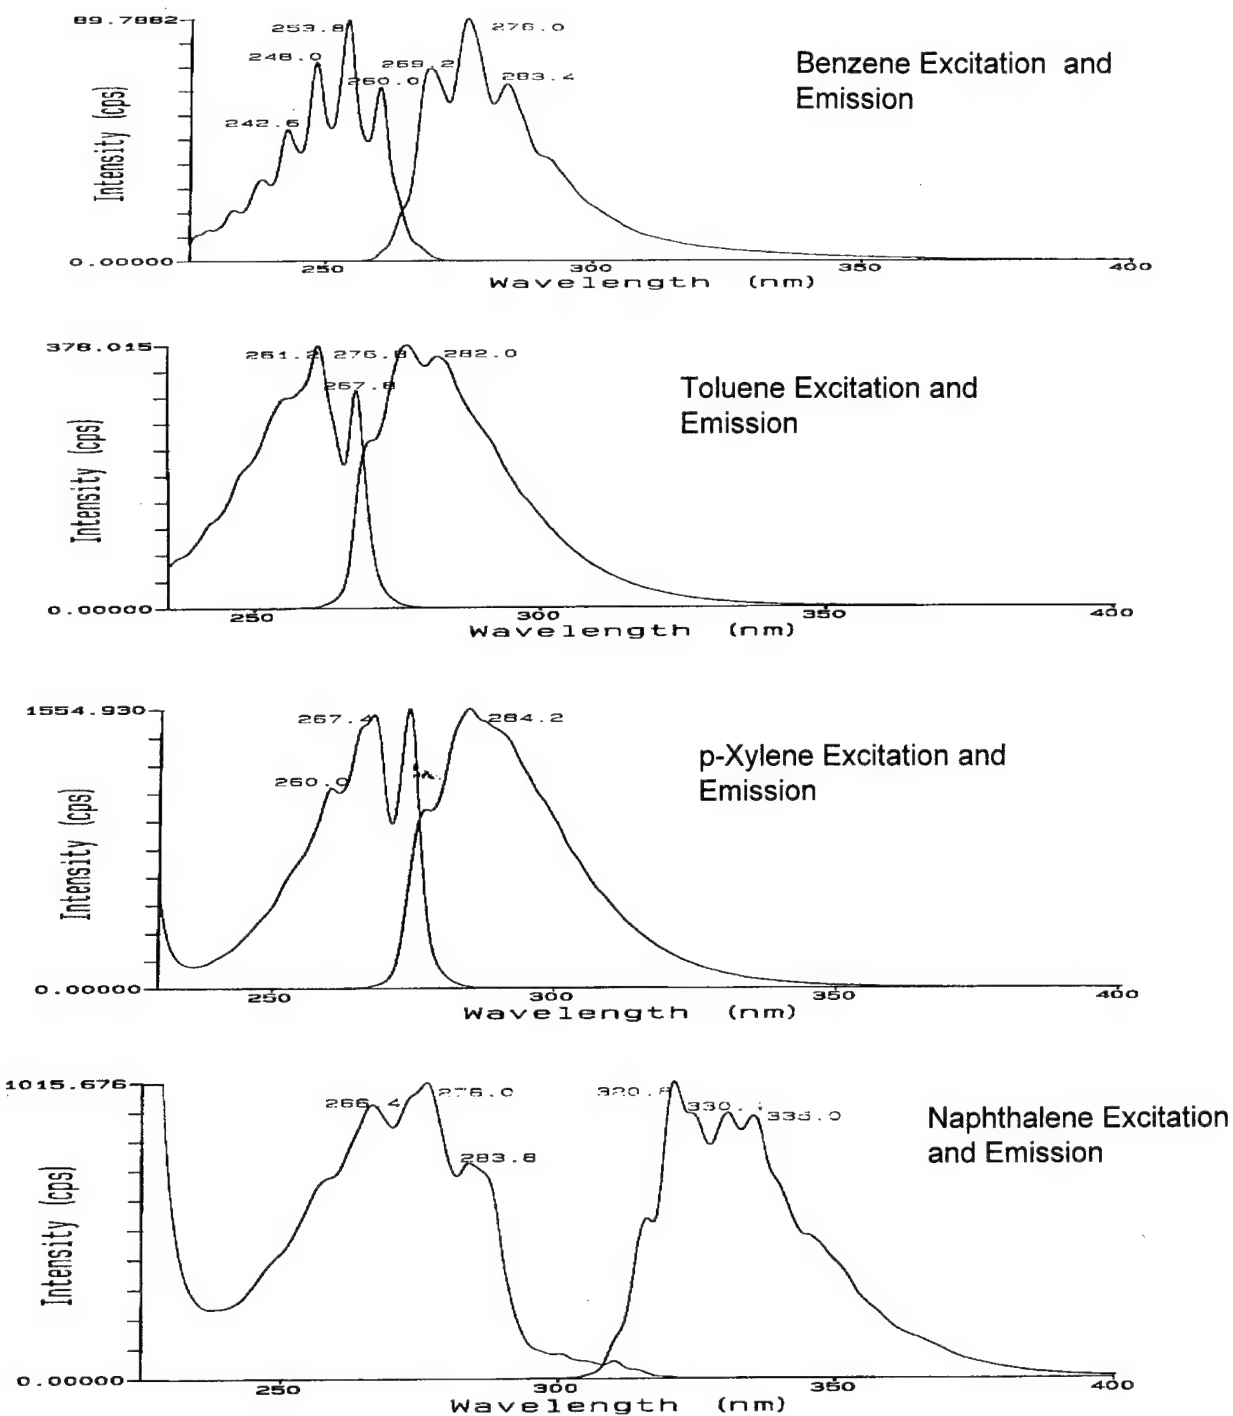 89.7882
253.8
276.0
248.0
269.2
260.0
283.4
242.6
Benzene Excitation and
Emission
Intensity (cps)
0.00000
250
300
350
400
Wavelength (nm)
378.015
261.2
276.8
282.0
267.8
Toluene Excitation and
Emission
Intensity (cps)
0.00000
250
300
350
400
Wavelength (nm)
1554.930
267.4
284.2
260.0
p-Xylene Excitation and
Emission
Intensity (cps)
0.00000
250
300
350
400
Wavelength (nm)
1015.676
266.4
276.0
320.8
335.0
283.8
Naphthalene Excitation
and Emission
Intensity (cps)
0.00000
250
300
350
400
Wavelength (nm)